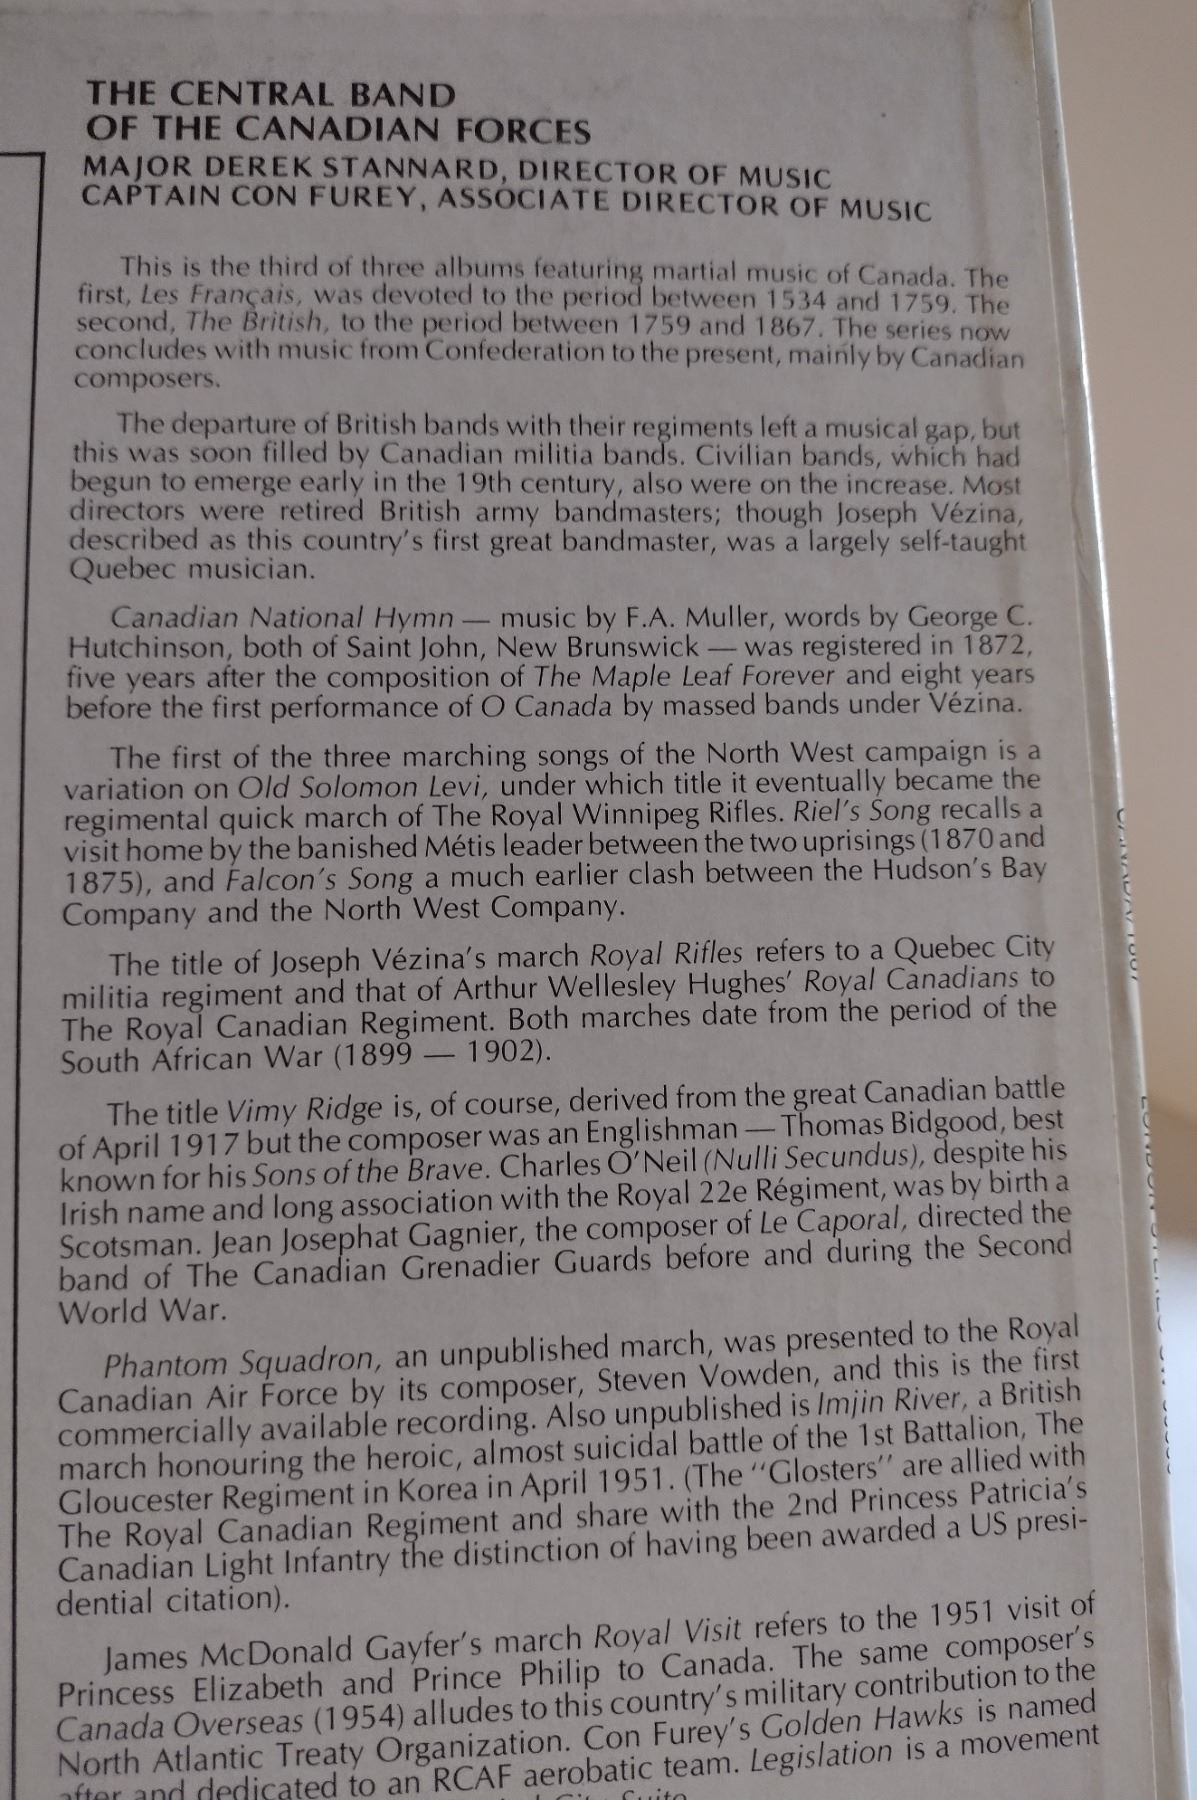 THE CENTRAL BAND
OF THE CANADIAN FORCES
MAJOR DEREK STANNARD, DIRECTOR OF MUSIC
CAPTAIN CON FUREY, ASSOCIATE DIRECTOR OF MUSIC
This is the third of three albums featuring martial music of Canada. The
first, Les Français, was devoted to the period between 1534 and 1759. The
second, The British, to the period between 1759 and 1867. The series now
concludes with music from Confederation to the present, mainly by Canadian
composers.
The departure of British bands with their regiments left a musical gap, but
this was soon filled by Canadian militia bands. Civilian bands, which had
begun to emerge early in the 19th century, also were on the increase. Most
directors were retired British army bandmasters; though Joseph Vézina,
described as this country's first great bandmaster, was a largely self-taught
Quebec musician.
Canadian National Hymn — music by F.A. Muller, words by George C.
Hutchinson, both of Saint John, New Brunswick — was registered in 1872,
five years after the composition of The Maple Leaf Forever and eight years
before the first performance of O Canada by massed bands under Vézina.
The first of the three marching songs of the North West campaign is a
variation on Old Solomon Levi, under which title it eventually became the
regimental quick march of The Royal Winnipeg Rifles. Riel's Song recalls a
visit home by the banished Métis leader between the two uprisings (1870 and
1875), and Falcon's Song a much earlier clash between the Hudson's Bay
Company and the North West Company.
The title of Joseph Vézina's march Royal Rifles refers to a Quebec City
militia regiment and that of Arthur Wellesley Hughes' Royal Canadians to
The Royal Canadian Regiment. Both marches date from the period of the
South African War (1899 — 1902).
The title Vimy Ridge is, of course, derived from the great Canadian battle
of April 1917 but the composer was an Englishman — Thomas Bidgood, best
known for his Sons of the Brave. Charles O'Neil (Nulli Secundus), despite his
Irish name and long association with the Royal 22e Régiment, was by birth a
Scotsman. Jean Josephat Gagnier, the composer of Le Caporal, directed the
band of The Canadian Grenadier Guards before and during the Second
World War.
Phantom Squadron, an unpublished march, was presented to the Royal
Canadian Air Force by its composer, Steven Vowden, and this is the first
commercially available recording. Also unpublished is Imjin River, a British
march honouring the heroic, almost suicidal battle of the 1st Battalion, The
Gloucester Regiment in Korea in April 1951. (The "Glosters" are allied with
The Royal Canadian Regiment and share with the 2nd Princess Patricia's
Canadian Light Infantry the distinction of having been awarded a US presi-
dential citation).
James McDonald Gayfer's march Royal Visit refers to the 1951 visit of
Princess Elizabeth and Prince Philip to Canada. The same composer's
Canada Overseas (1954) alludes to this country's military contribution to the
North Atlantic Treaty Organization. Con Furey's Golden Hawks is named
after and dedicated to an RCAF aerobatic team. Legislation is a movement
City Suite